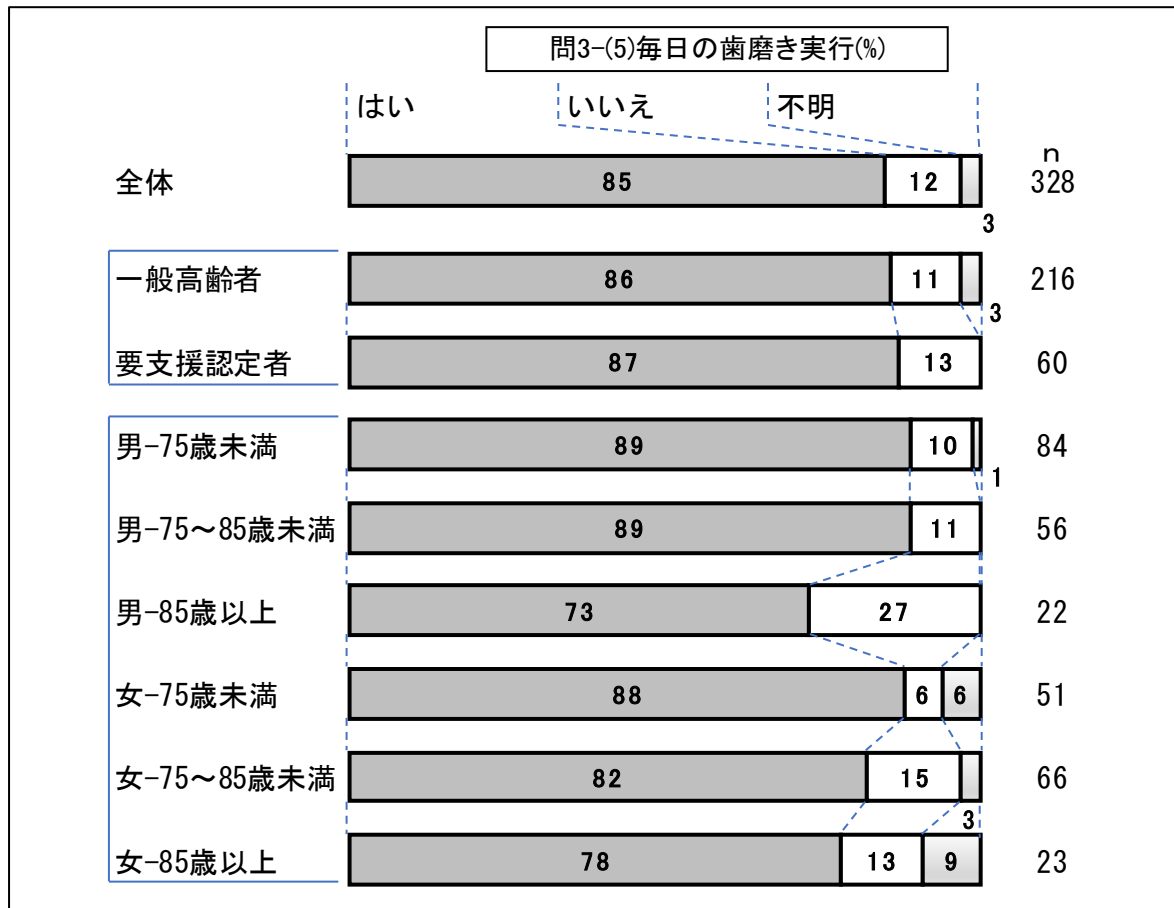 問3-(5)毎日の歯磨き実行(%)
はい いいえ 不明
n
全体 85 12 3 328
一般高齢者 86 11 3 216
要支援認定者 87 13 60
男-75歳未満 89 10 1 84
男-75～85歳未満 89 11 56
男-85歳以上 73 27 22
女-75歳未満 88 6 6 51
女-75～85歳未満 82 15 3 66
女-85歳以上 78 13 9 23